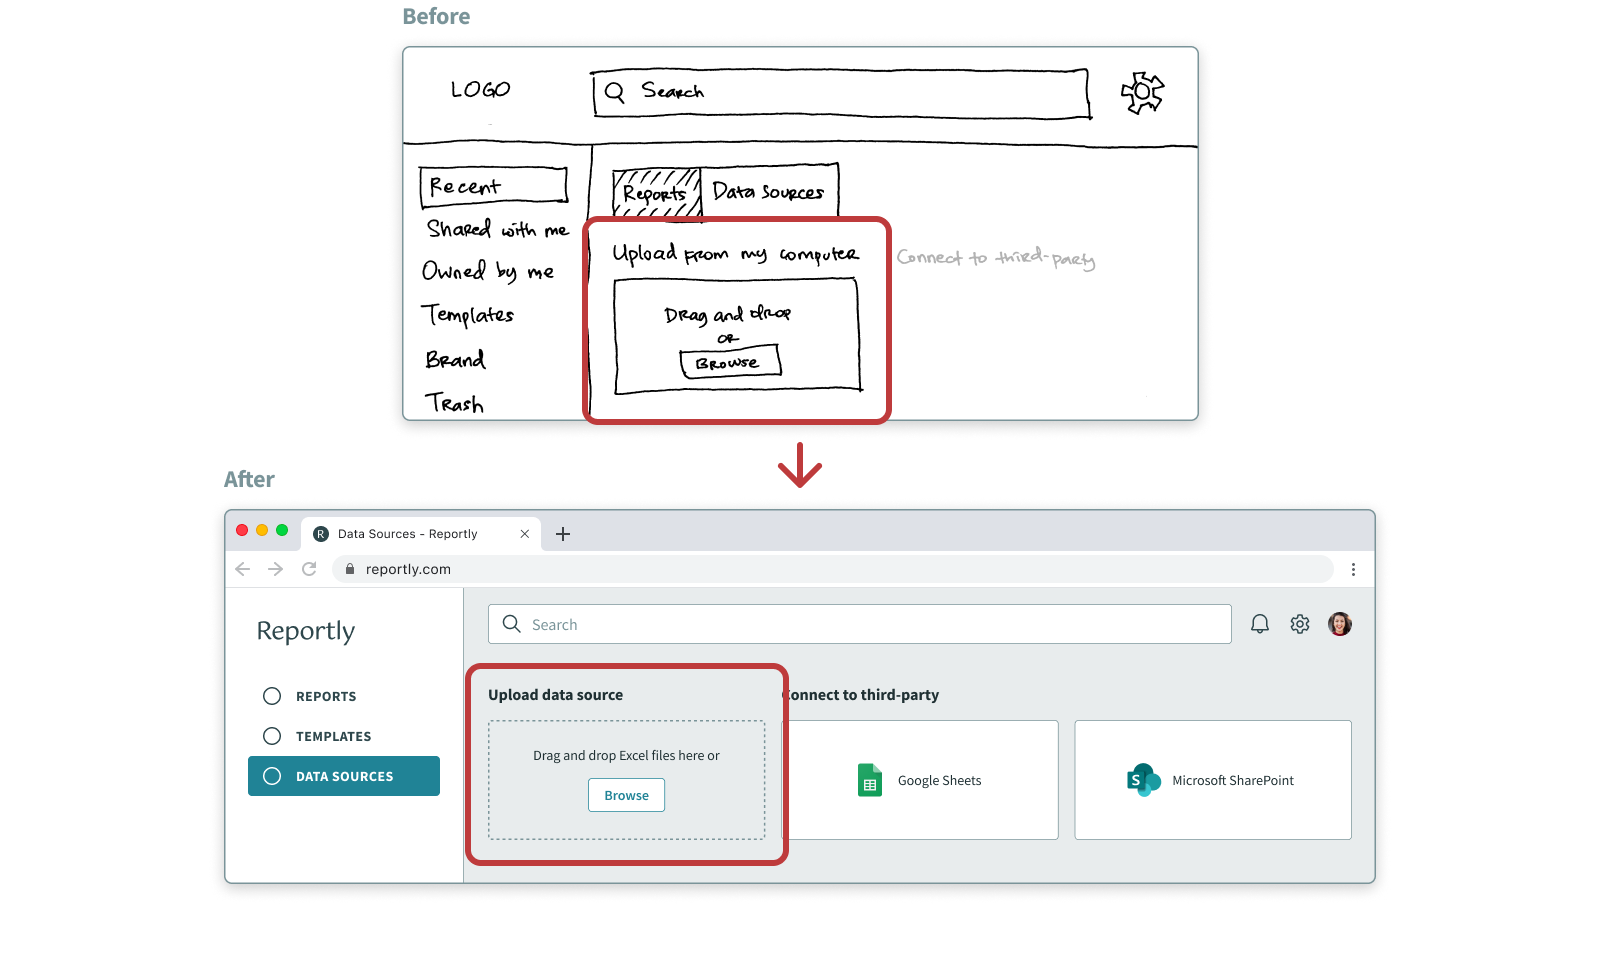 Before
LOGO
Search
Recent
Shared with me
Owned by me
Templates
Brand
Trash
Reports
Data Sources
Upload from my computer
Connect to third-party
Drag and drop
OR
Browse
After
R
Data Sources - Reportly
reportly.com
Reportly
REPORTS
TEMPLATES
DATA SOURCES
Search
Upload data source
Connect to third-party
Drag and drop Excel files here or
Browse
Google Sheets
S
Microsoft SharePoint